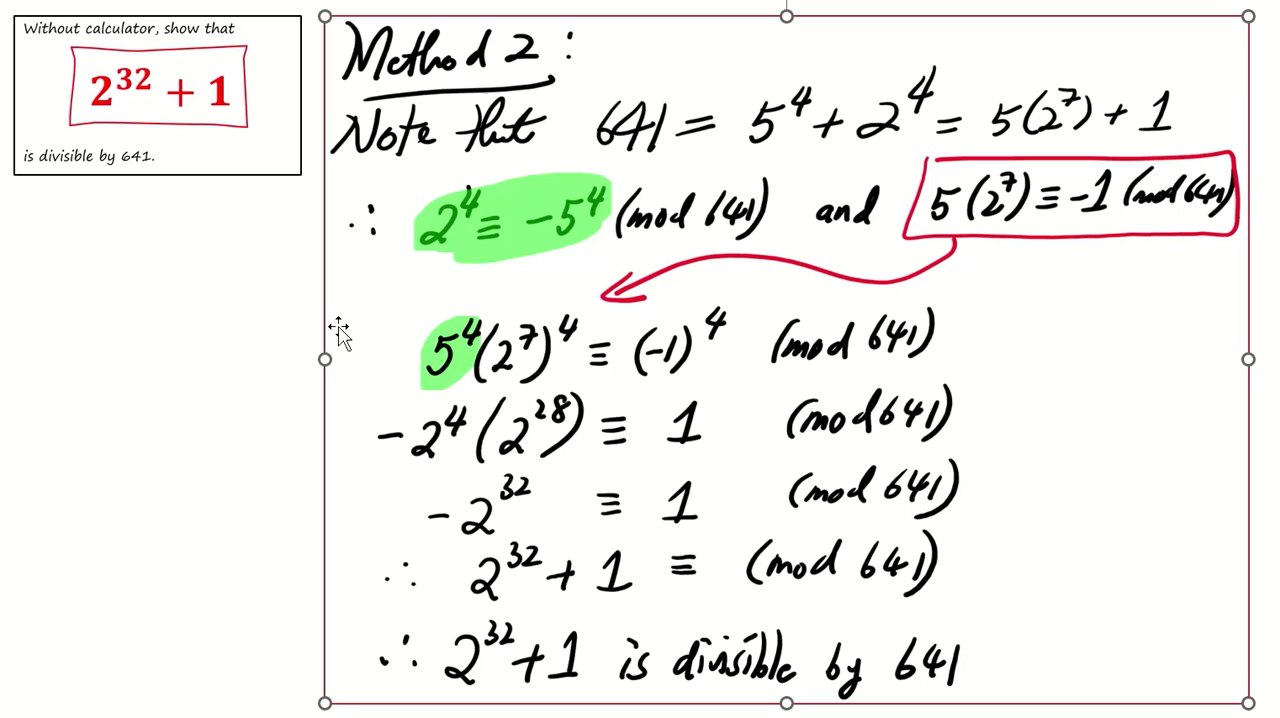 Without calculator, show that
2^32 + 1
is divisible by 641.
Method 2 :
Note that 641 = 5^4 + 2^4 = 5(2^7) + 1
∴ 2^4 ≡ -5^4 (mod 641) and 5(2^7) ≡ -1 (mod 641)
5^4(2^7)^4 ≡ (-1)^4 (mod 641)
-2^4(2^28) ≡ 1 (mod 641)
-2^32 ≡ 1 (mod 641)
∴ 2^32 + 1 ≡ (mod 641)
∴ 2^32 + 1 is divisible by 641